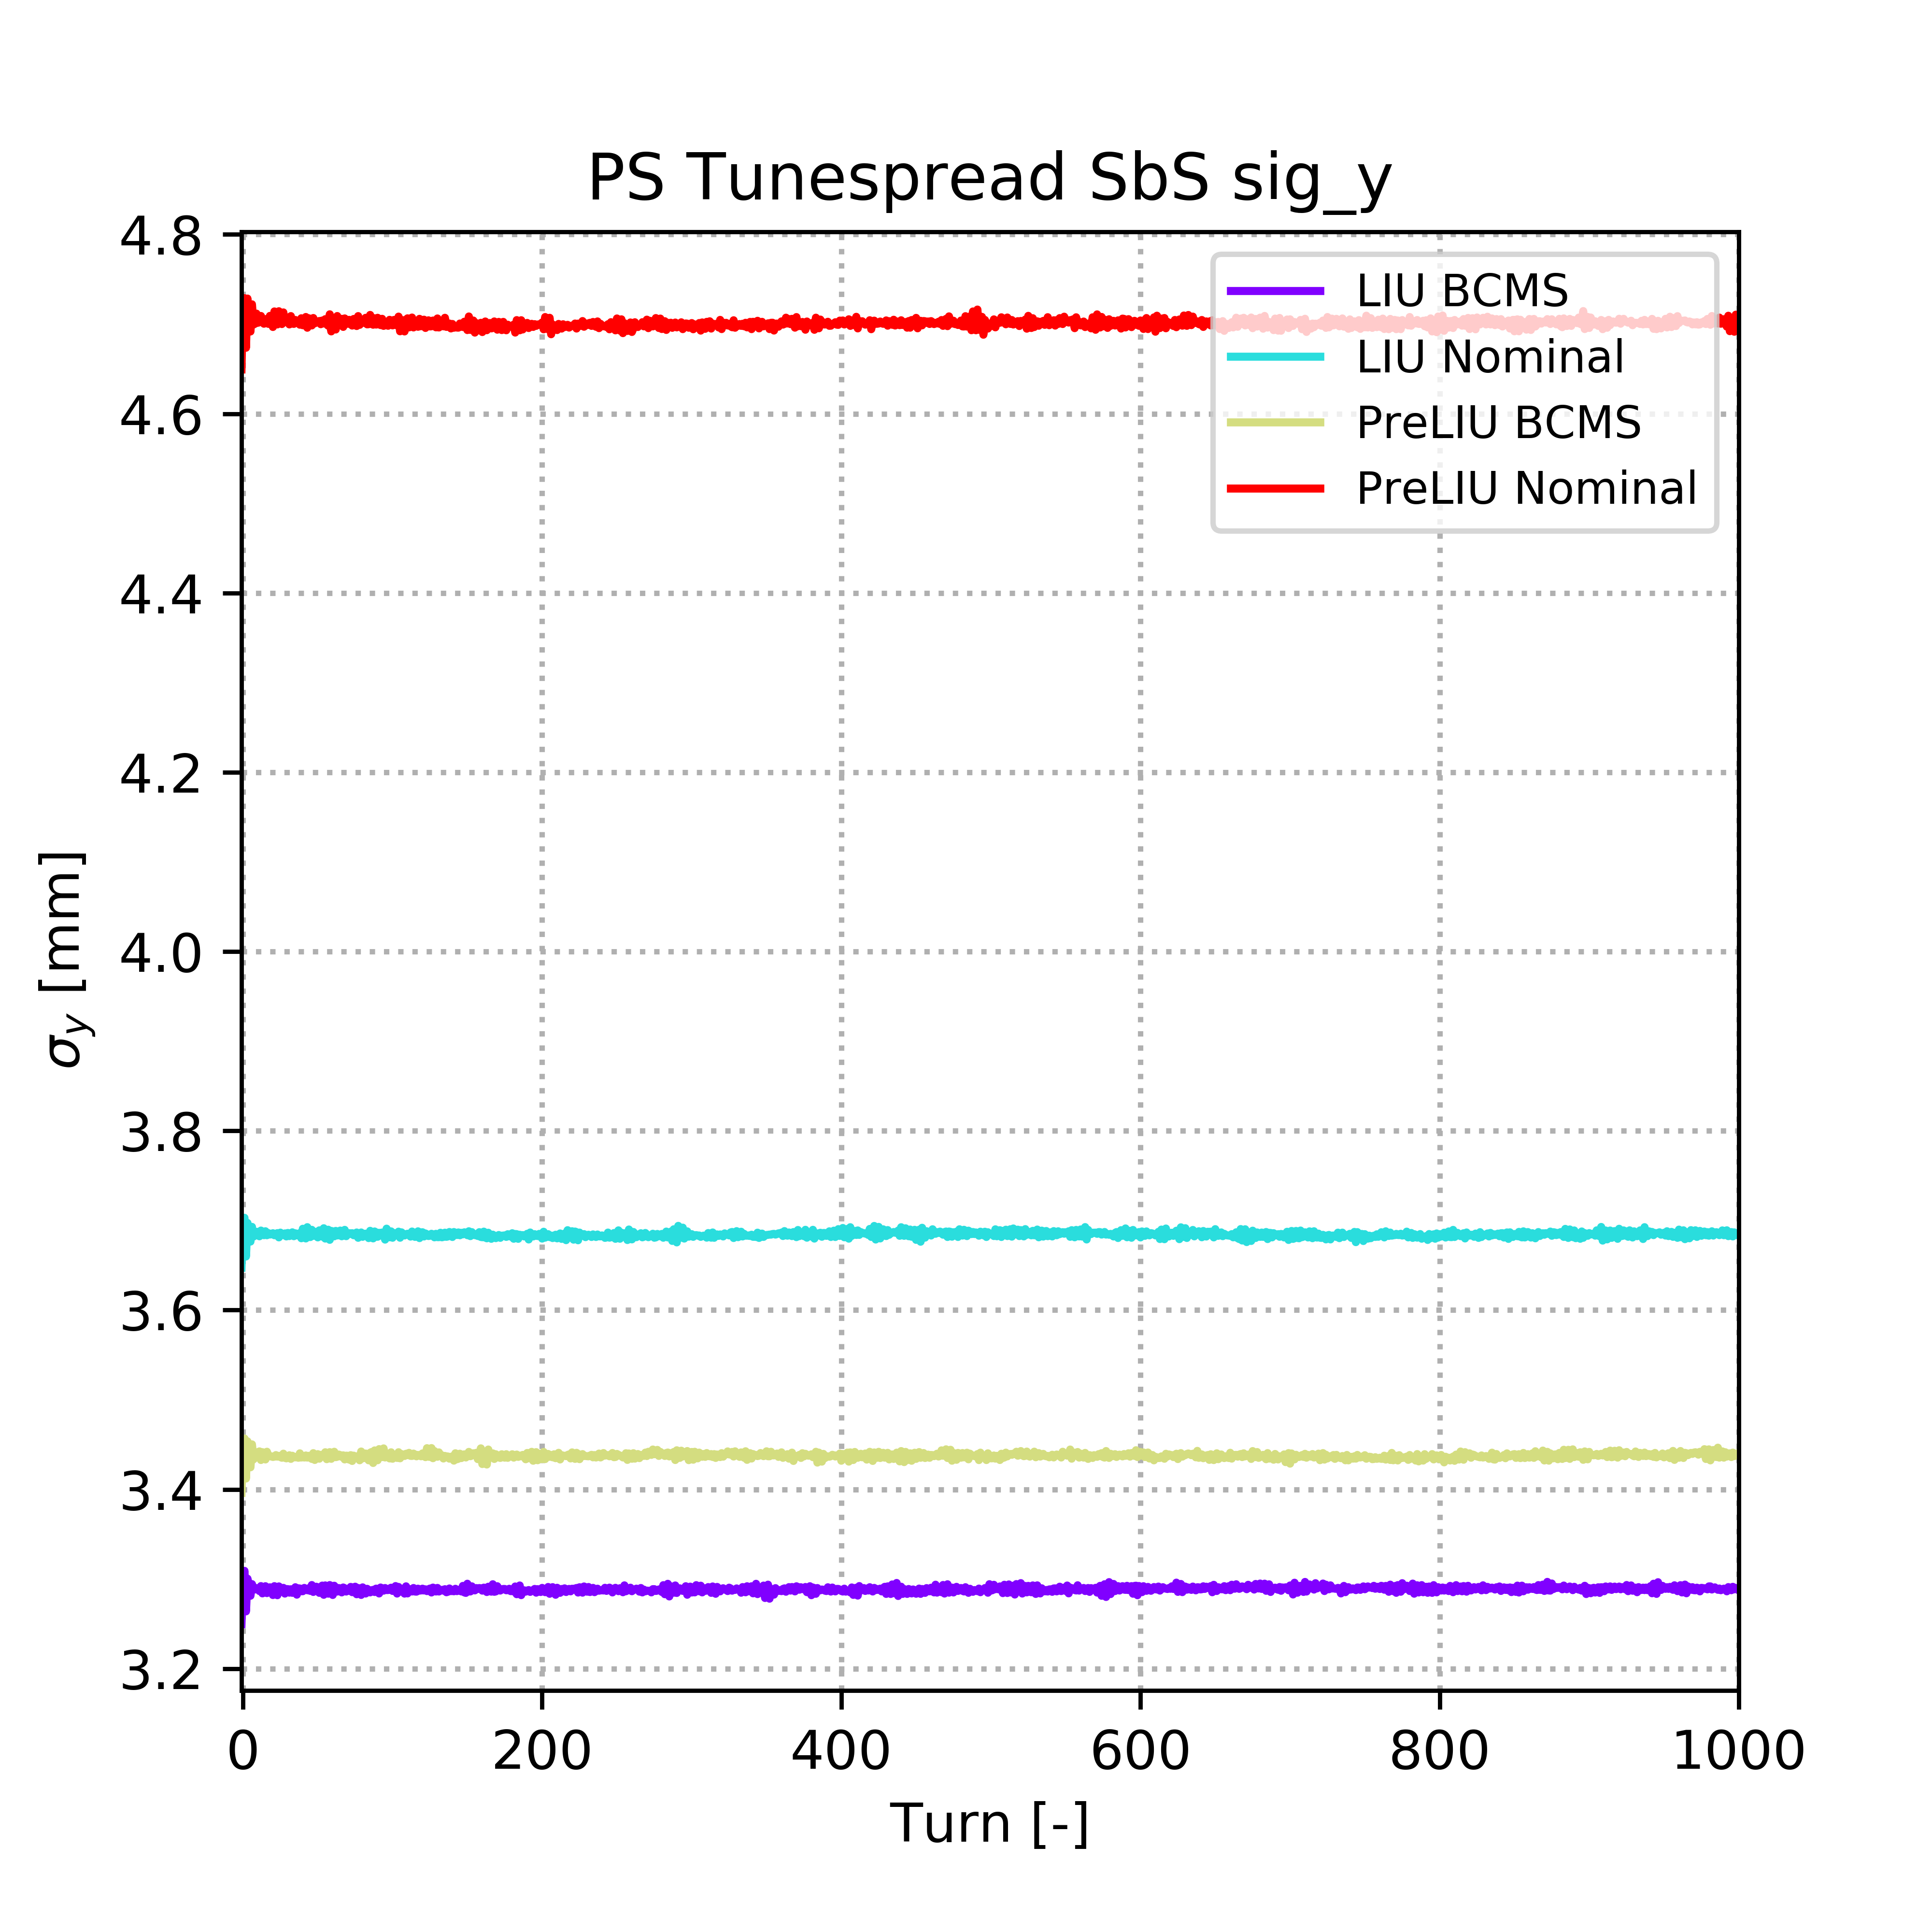 PS Tunespread SbS sig_y
4.8
4.6
4.4
4.2
4.0
3.8
3.6
3.4
3.2
σy [mm]
LIU BCMS
LIU Nominal
PreLIU BCMS
PreLIU Nominal
0 200 400 600 800 1000
Turn [-]